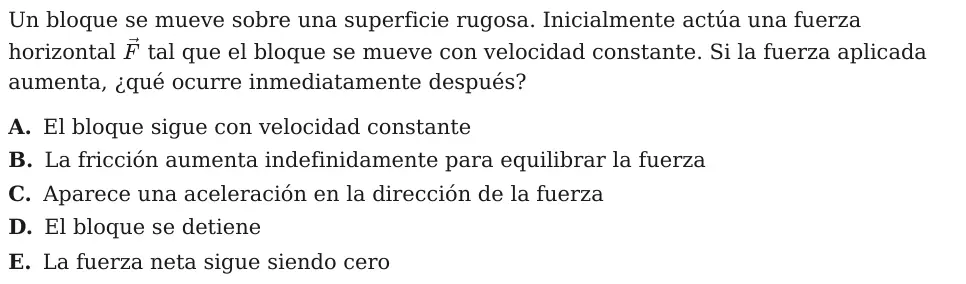 Un bloque se mueve sobre una superficie rugosa. Inicialmente actúa una fuerza
horizontal $\vec{F}$ tal que el bloque se mueve con velocidad constante. Si la fuerza aplicada
aumenta, ¿qué ocurre inmediatamente después?
A. El bloque sigue con velocidad constante
B. La fricción aumenta indefinidamente para equilibrar la fuerza
C. Aparece una aceleración en la dirección de la fuerza
D. El bloque se detiene
E. La fuerza neta sigue siendo cero